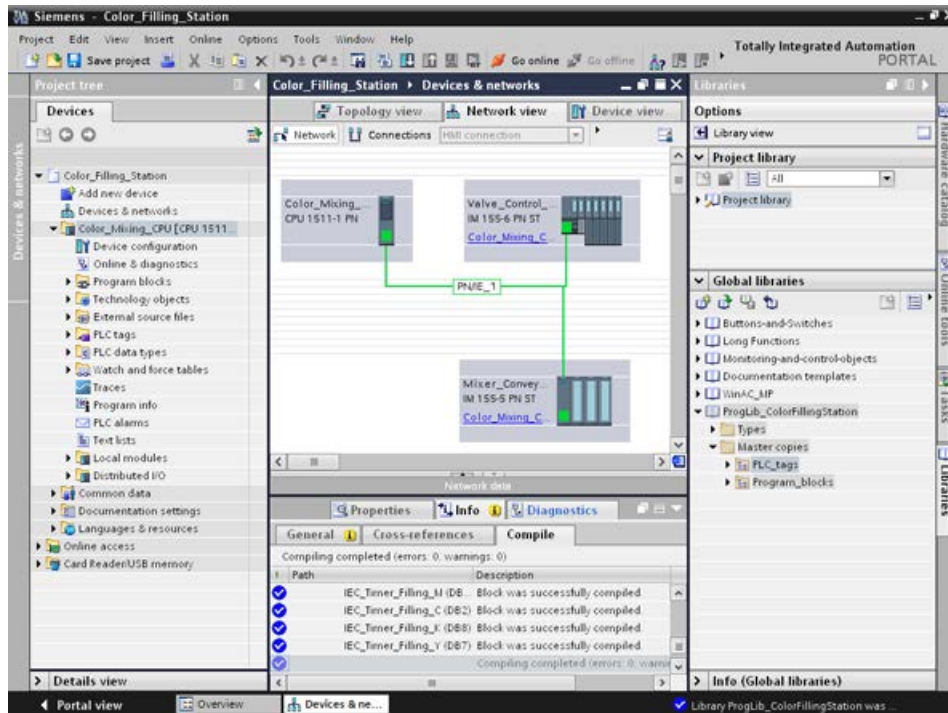 Siemens - Color_Filling_Station
Project Edit View Insert Online Options Tools Window Help
Totally Integrated Automation
PORTAL
Save project
Go online
Go offline
Project tree
Devices
Devices & networks
Color_Filling_Station
Add new device
Devices & networks
Color_Mixing_CPU [CPU 1511...
Device configuration
Online & diagnostics
Program blocks
Technology objects
External source files
PLC tags
PLC data types
Watch and force tables
Traces
Program info
PLC alarms
Text lists
Local modules
Distributed I/O
Common data
Documentation settings
Languages & resources
Online access
Card Reader/USB memory
Details view
Color_Filling_Station Devices & networks
Topology view Network view Device view
Network Connections HMI connection
Color_Mixing_...
CPU 1511-1 PN
Valve_Control_...
IM 155-6 PN ST
Color_Mixing_C...
PN/IE_1
Mixer_Convey...
IM 155-5 PN ST
Color_Mixing_C...
Network data
Properties Info Diagnostics
General Cross-references Compile
Compiling completed (errors: 0, warnings: 0)
! Path Description
IEC_Timer_Filling_M (DB... Block was successfully compiled.
IEC_Timer_Filling_C (DB2) Block was successfully compiled.
IEC_Timer_Filling_K (DB8) Block was successfully compiled.
IEC_Timer_Filling_Y (DB7) Block was successfully compiled.
Compiling completed (errors: 0, warni
Libraries
Options
Library view
Project library
All
Project library
Global libraries
Buttons-and-Switches
Long Functions
Monitoring-and-control-objects
Documentation templates
WinAC_MP
ProgLib_ColorFillingStation
Types
Master copies
PLC_tags
Program_blocks
Info (Global libraries)
Hardware catalog
Online tools
Tasks
Libraries
Portal view
Overview
Devices & ne...
Library ProgLib_ColorFillingStation was ...